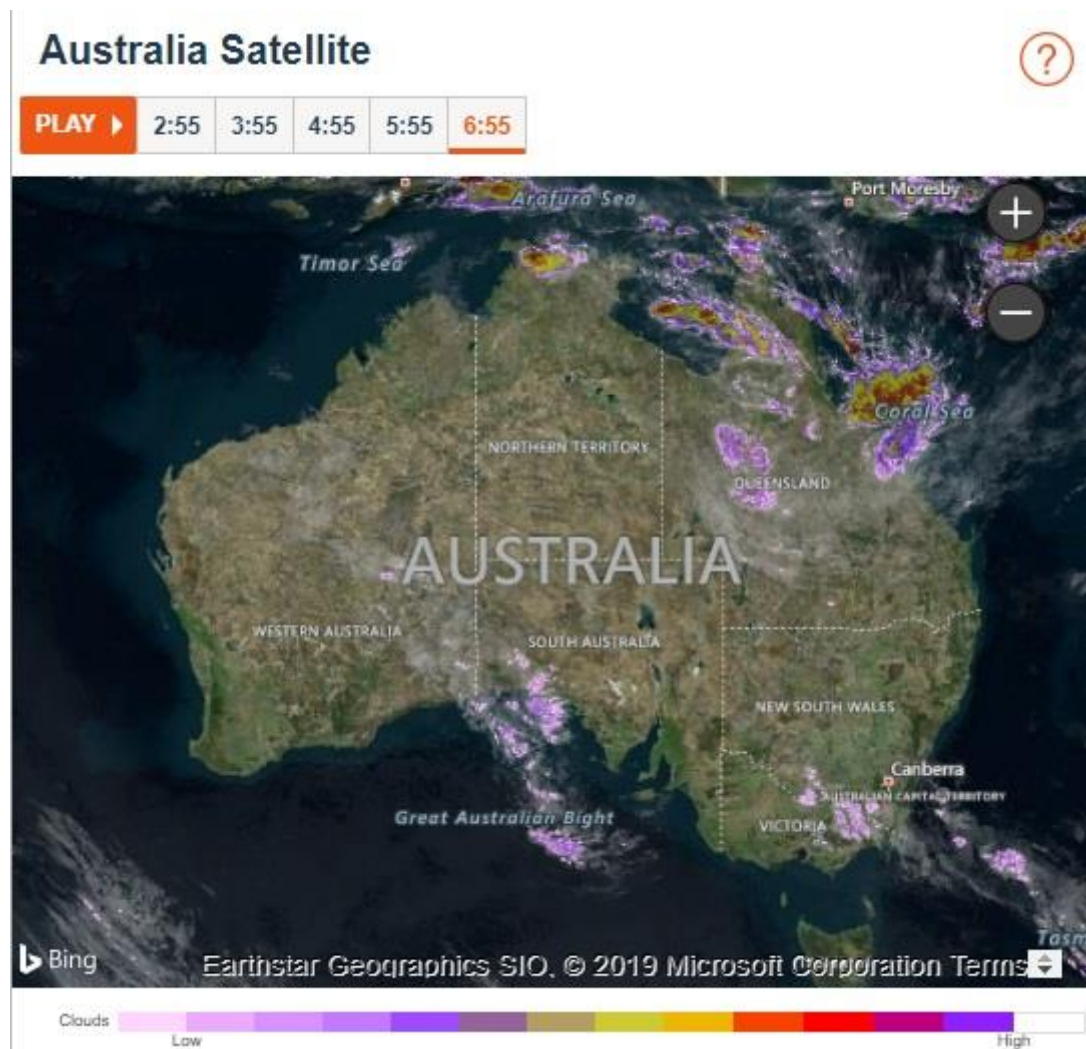 Australia Satellite
?
PLAY 2:55 3:55 4:55 5:55 6:55
Port Moresby
Arafura Sea
Timor Sea
Coral Sea
NORTHERN TERRITORY
QUEENSLAND
AUSTRALIA
WESTERN AUSTRALIA
SOUTH AUSTRALIA
NEW SOUTH WALES
Canberra
AUSTRALIAN CAPITAL TERRITORY
Great Australian Bight
VICTORIA
Tasm
Bing
Earthstar Geographics SIO, © 2019 Microsoft Corporation Terms
Clouds
Low High